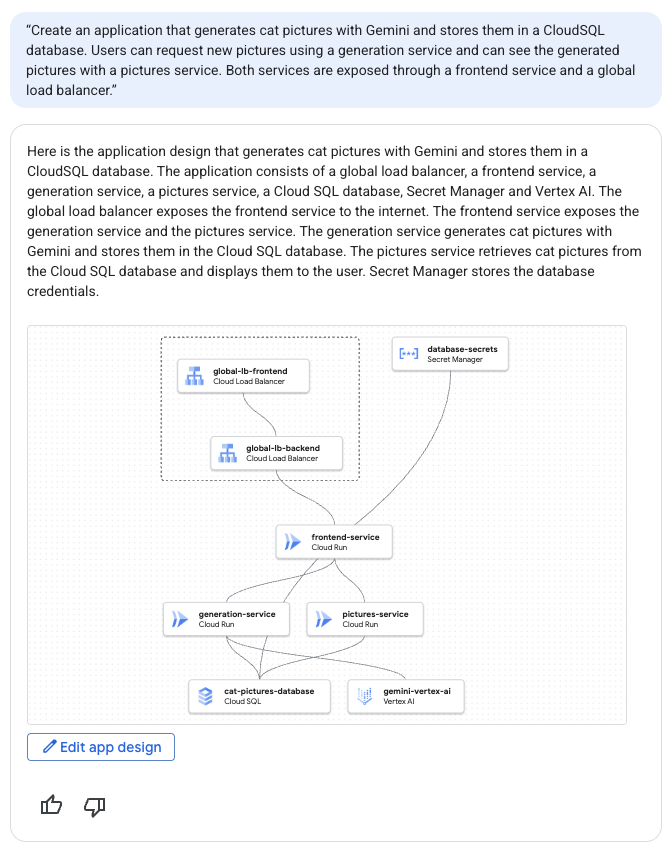 “Create an application that generates cat pictures with Gemini and stores them in a CloudSQL
database. Users can request new pictures using a generation service and can see the generated
pictures with a pictures service. Both services are exposed through a frontend service and a global
load balancer.”
Here is the application design that generates cat pictures with Gemini and stores them in a
CloudSQL database. The application consists of a global load balancer, a frontend service, a
generation service, a pictures service, a Cloud SQL database, Secret Manager and Vertex AI. The
global load balancer exposes the frontend service to the internet. The frontend service exposes the
generation service and the pictures service. The generation service generates cat pictures with
Gemini and stores them in the Cloud SQL database. The pictures service retrieves cat pictures from
the Cloud SQL database and displays them to the user. Secret Manager stores the database
credentials.
database-secrets
Secret Manager
global-lb-frontend
Cloud Load Balancer
global-lb-backend
Cloud Load Balancer
frontend-service
Cloud Run
generation-service
Cloud Run
pictures-service
Cloud Run
cat-pictures-database
Cloud SQL
gemini-vertex-ai
Vertex AI
Edit app design